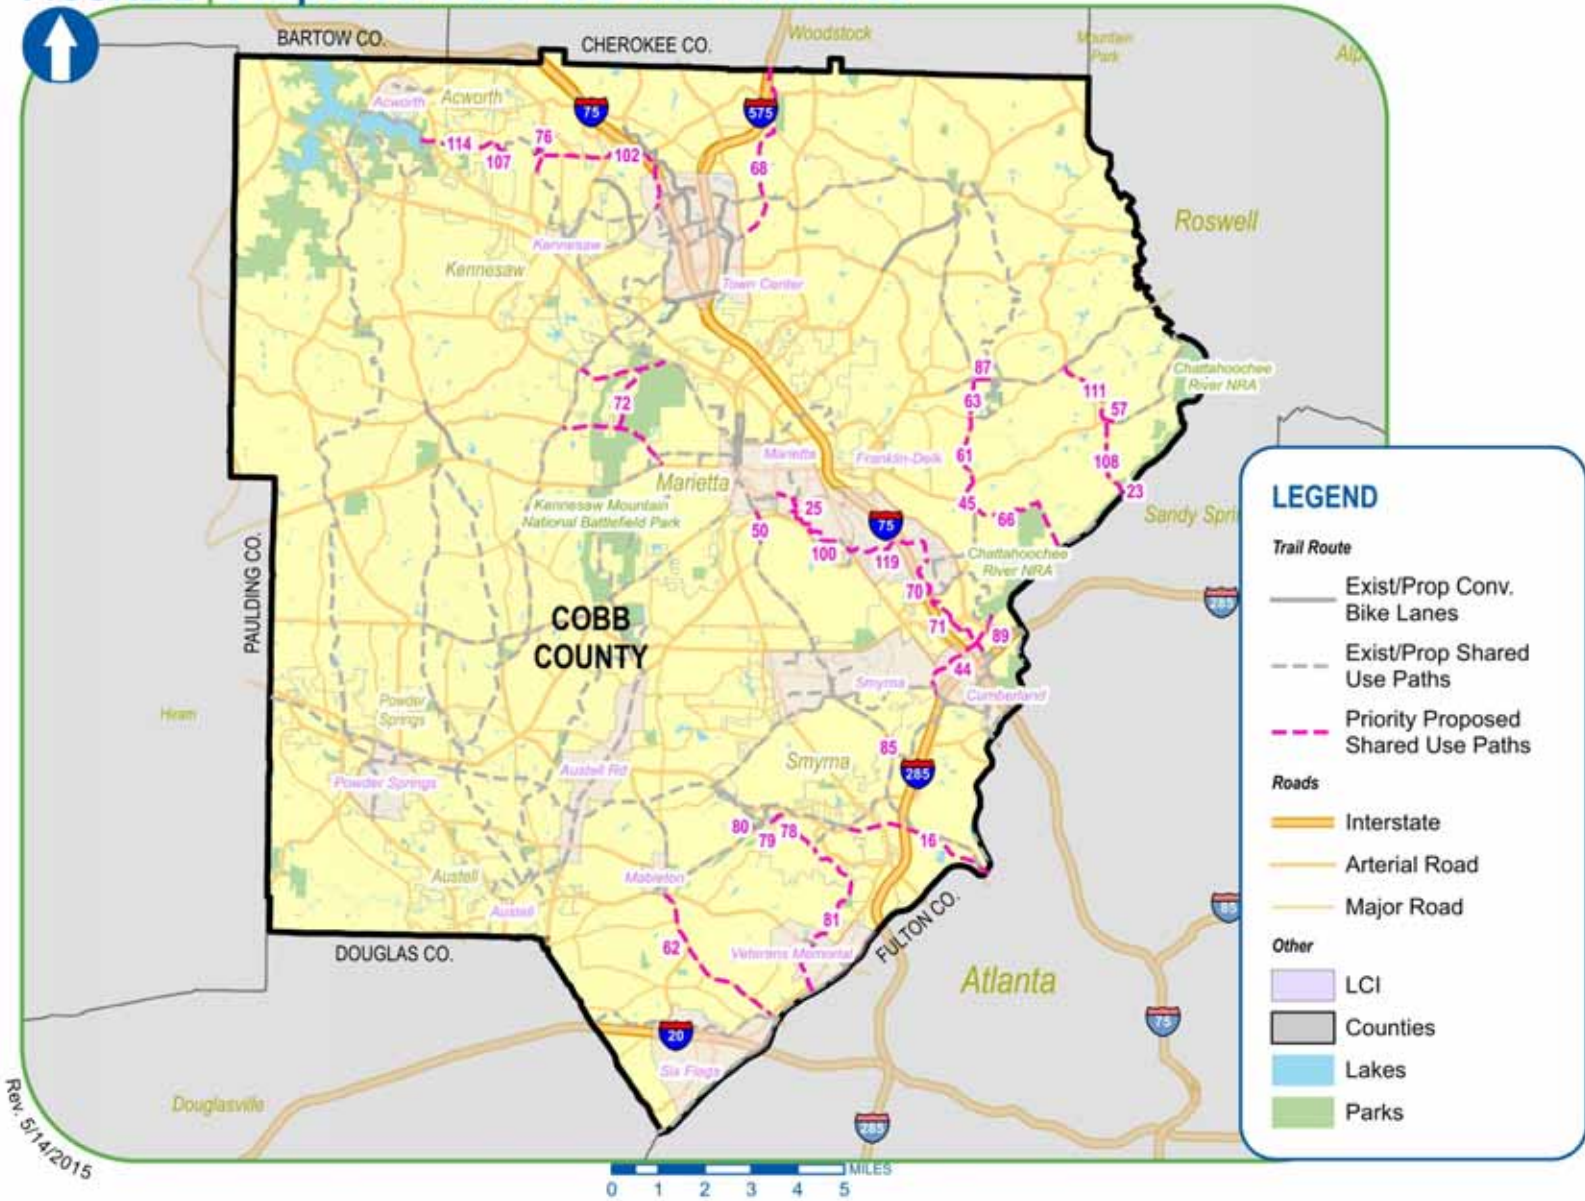 BARTOW CO.
CHEROKEE CO.
Woodstock
Mountain
Park
Acworth
Acworth
75
575
114
107
76
102
68
Roswell
Kennesaw
Kennesaw
Town Center
87
63
111
57
Chattahoochee
River NRA
72
61
108
23
45
66
Marietta
Franklin-Delk
Marietta
Kennesaw Mountain
National Battlefield Park
25
50
75
100
119
Chattahoochee
River NRA
70
71
89
44
285
PAULDING CO.
COBB
COUNTY
Smyrna
Cumberland
Hiram
Powder
Springs
Powder Springs
Austell Rd
85
Smyrna
285
80
79
78
16
Austell
Austell
Mableton
81
62
Veterans Memorial
FULTON CO.
DOUGLAS CO.
Atlanta
85
75
20
Six Flags
285
Douglasville
Rev. 5/14/2015
MILES
0 1 2 3 4 5
LEGEND
Trail Route
Exist/Prop Conv.
Bike Lanes
Exist/Prop Shared
Use Paths
Priority Proposed
Shared Use Paths
Roads
Interstate
Arterial Road
Major Road
Other
LCI
Counties
Lakes
Parks